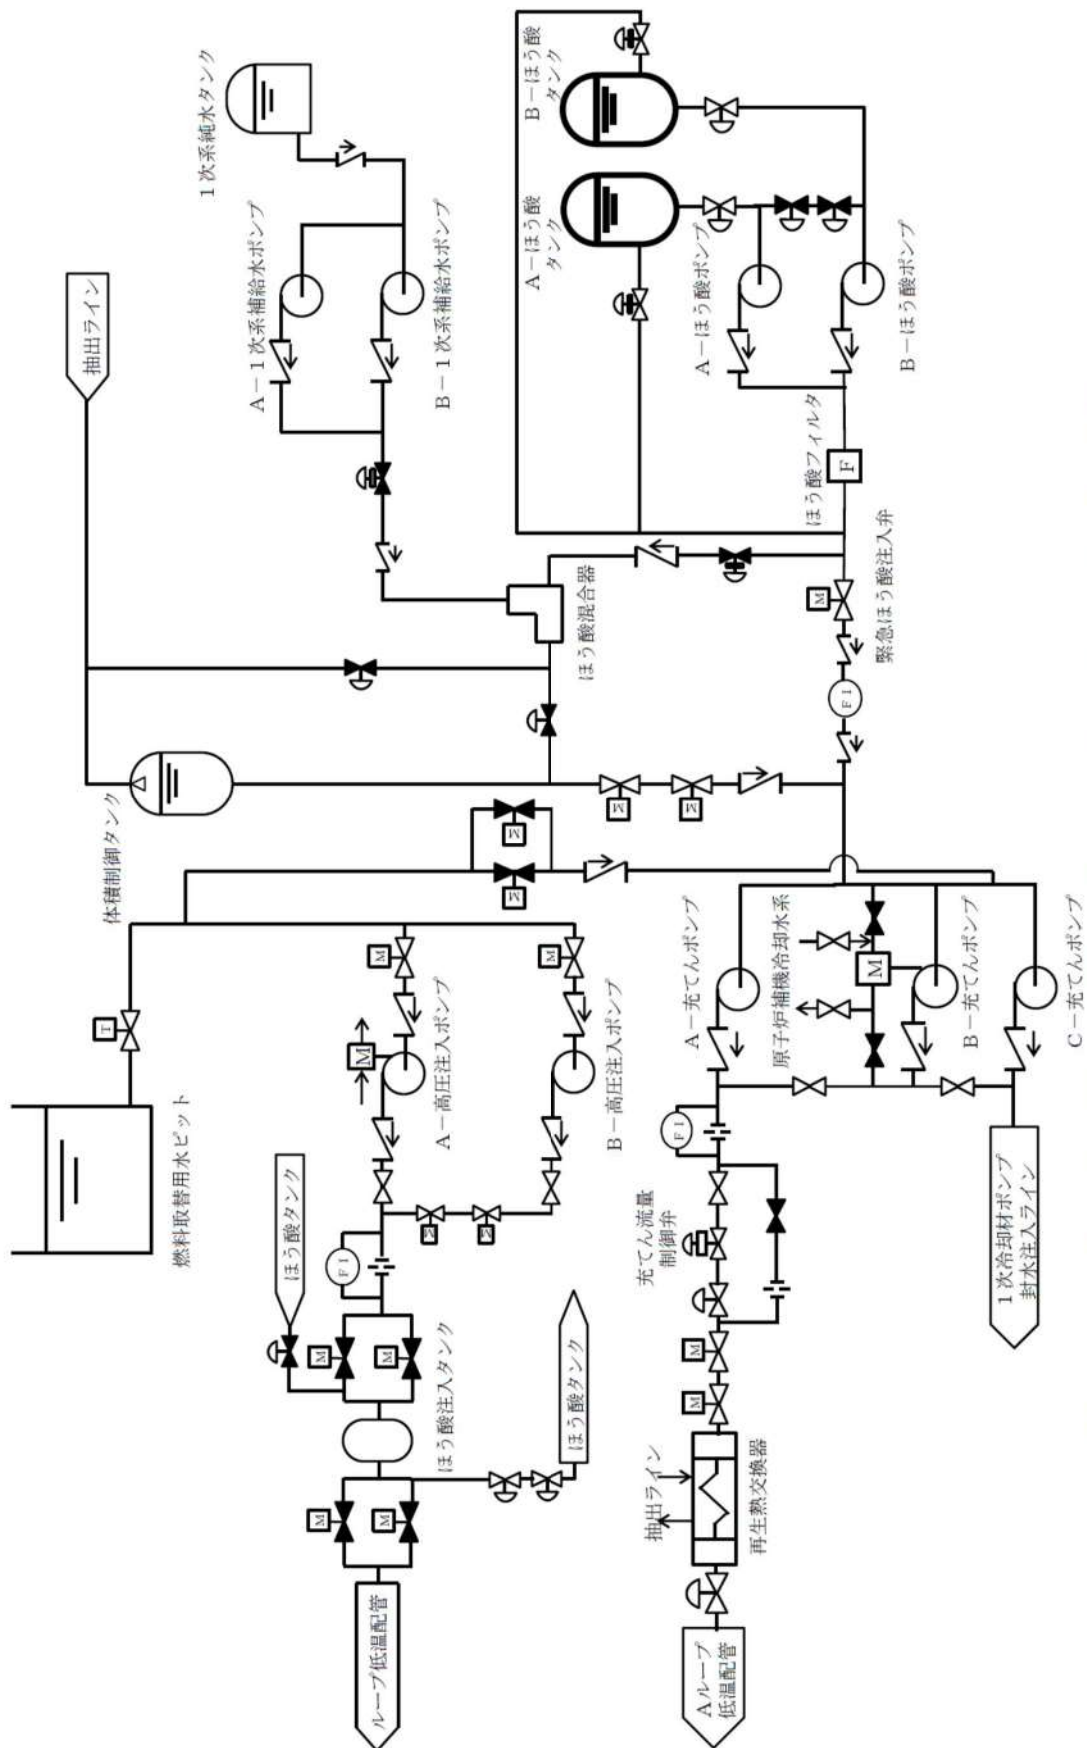 抽出ライン
1次系純水タンク
A－1次系補給水ポンプ
B－1次系補給水ポンプ
B－ほう酸
タンク
A－ほう酸
タンク
A－ほう酸ポンプ
B－ほう酸ポンプ
ほう酸フィルタ
F
ほう酸混合器
M
緊急ほう酸注入弁
FI
体積制御タンク
M
M
M
M
T
燃料取替用水ピット
M
M
M
A－高圧注入ポンプ
B－高圧注入ポンプ
M
M
FI
ほう酸タンク
M
M
ほう酸注入タンク
M
M
ほう酸タンク
ループ低温配管
A－充てんポンプ
原子炉補機冷却水系
M
B－充てんポンプ
C－充てんポンプ
FI
充てん流量
制御弁
M
M
1次冷却材ポンプ
封水注入ライン
抽出ライン
再生熱交換器
Aループ
低温配管